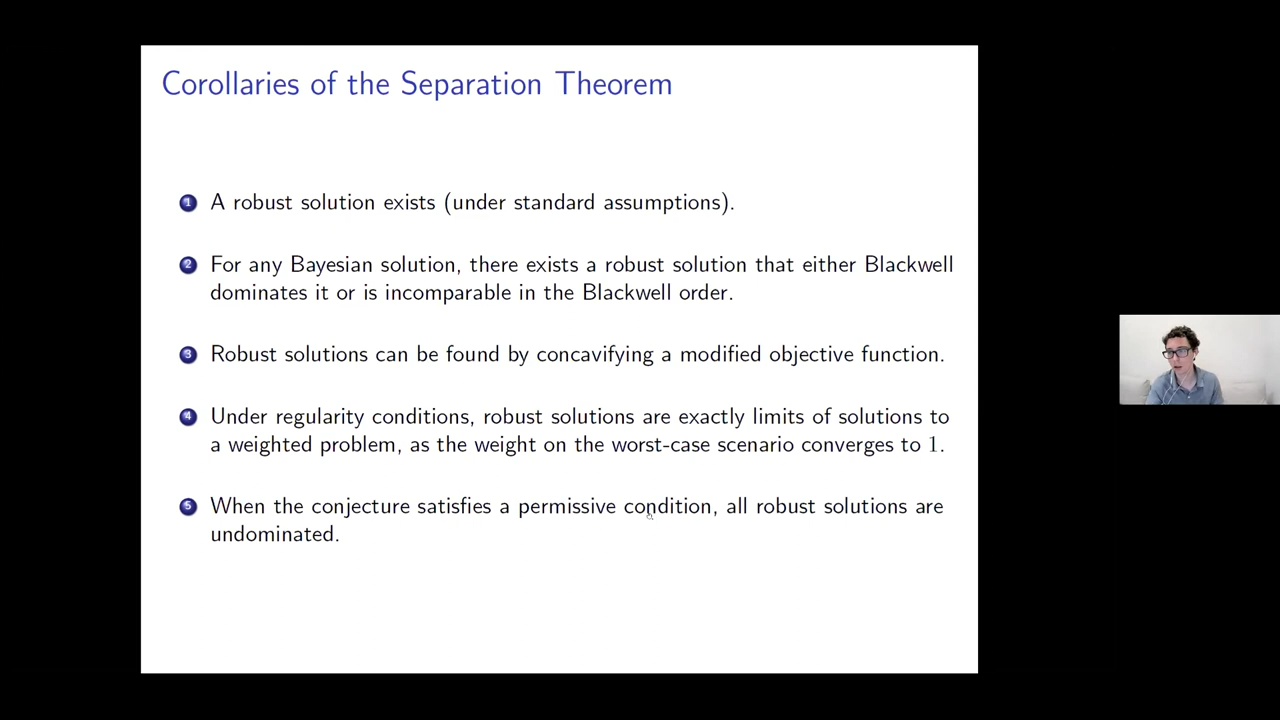 Corollaries of the Separation Theorem
1 A robust solution exists (under standard assumptions).
2 For any Bayesian solution, there exists a robust solution that either Blackwell
dominates it or is incomparable in the Blackwell order.
3 Robust solutions can be found by concavifying a modified objective function.
4 Under regularity conditions, robust solutions are exactly limits of solutions to
a weighted problem, as the weight on the worst-case scenario converges to 1.
5 When the conjecture satisfies a permissive condition, all robust solutions are
undominated.